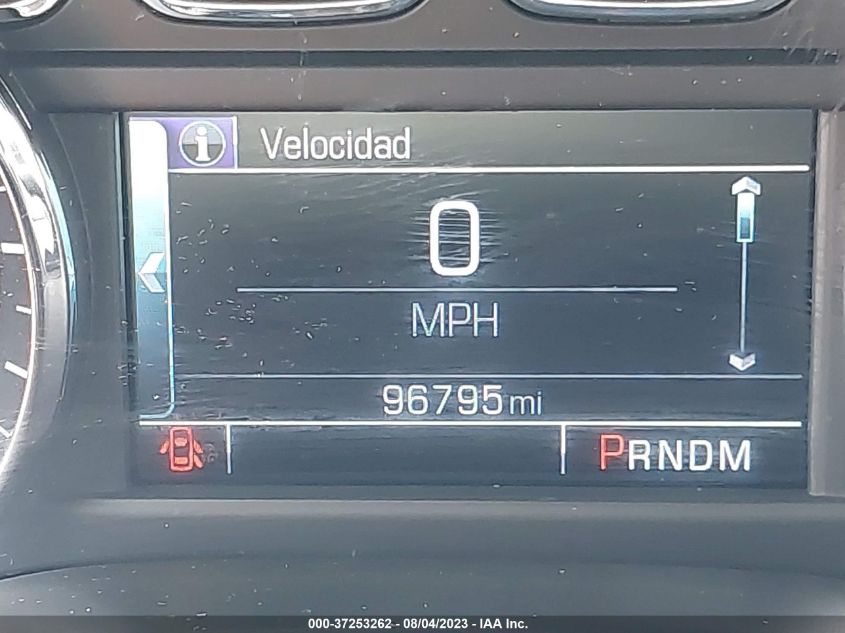 i Velocidad
0
MPH
96795 mi
PRNDM
000-37253262 - 08/04/2023 - IAA Inc.